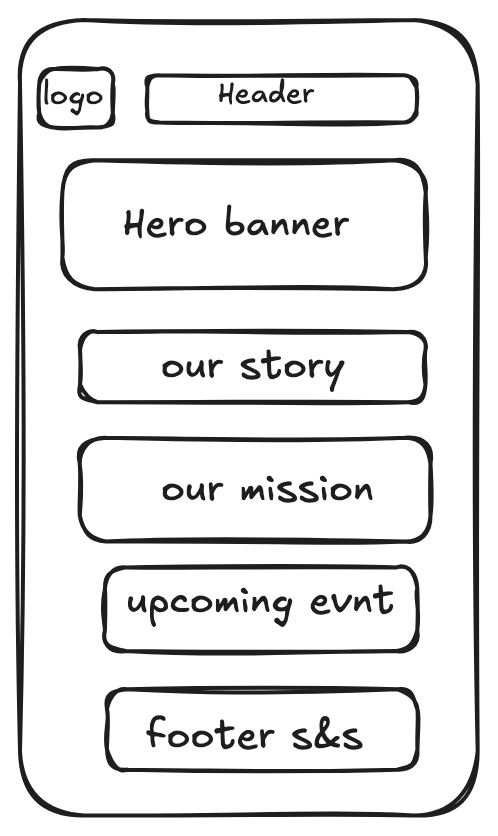 logo
Header
Hero banner
our story
our mission
upcoming evnt
footer s&s